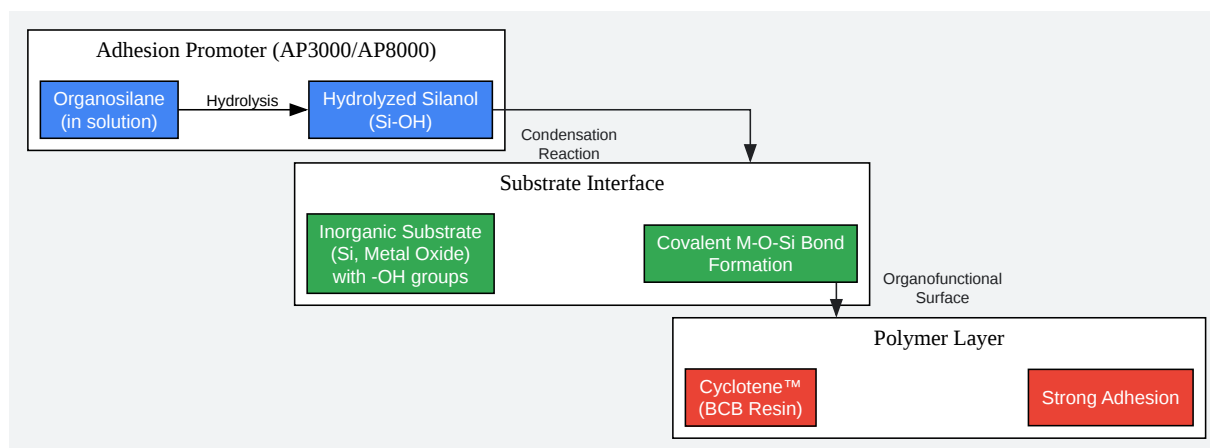 Adhesion Promoter (AP3000/AP8000)
Organosilane
(in solution)
Hydrolysis
Hydrolyzed Silanol
(Si-OH)
Condensation
Reaction
Substrate Interface
Inorganic Substrate
(Si, Metal Oxide)
with -OH groups
Covalent M-O-Si Bond
Formation
Organofunctional
Surface
Polymer Layer
Cyclotene™
(BCB Resin)
Strong Adhesion